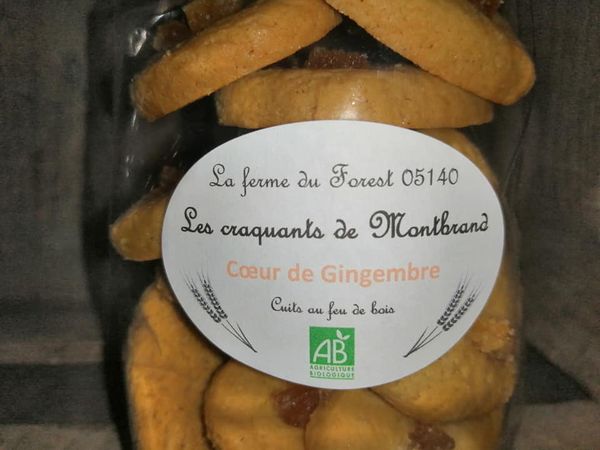 La ferme du Forest 05140
Les craquants de Montbrand
Cœur de Gingembre
Cuits au feu de bois
AB
AGRICULTURE
BIOLOGIQUE